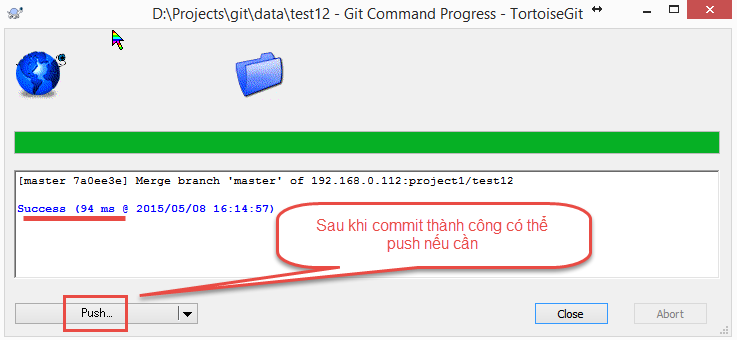 D:\Projects\git\data\test12 - Git Command Progress - TortoiseGit
[master 7a0ee3e] Merge branch 'master' of 192.168.0.112:project1/test12
Success (94 ms @ 2015/05/08 16:14:57)
Sau khi commit thành công có thể
push nếu cần
Push...
Close
Abort